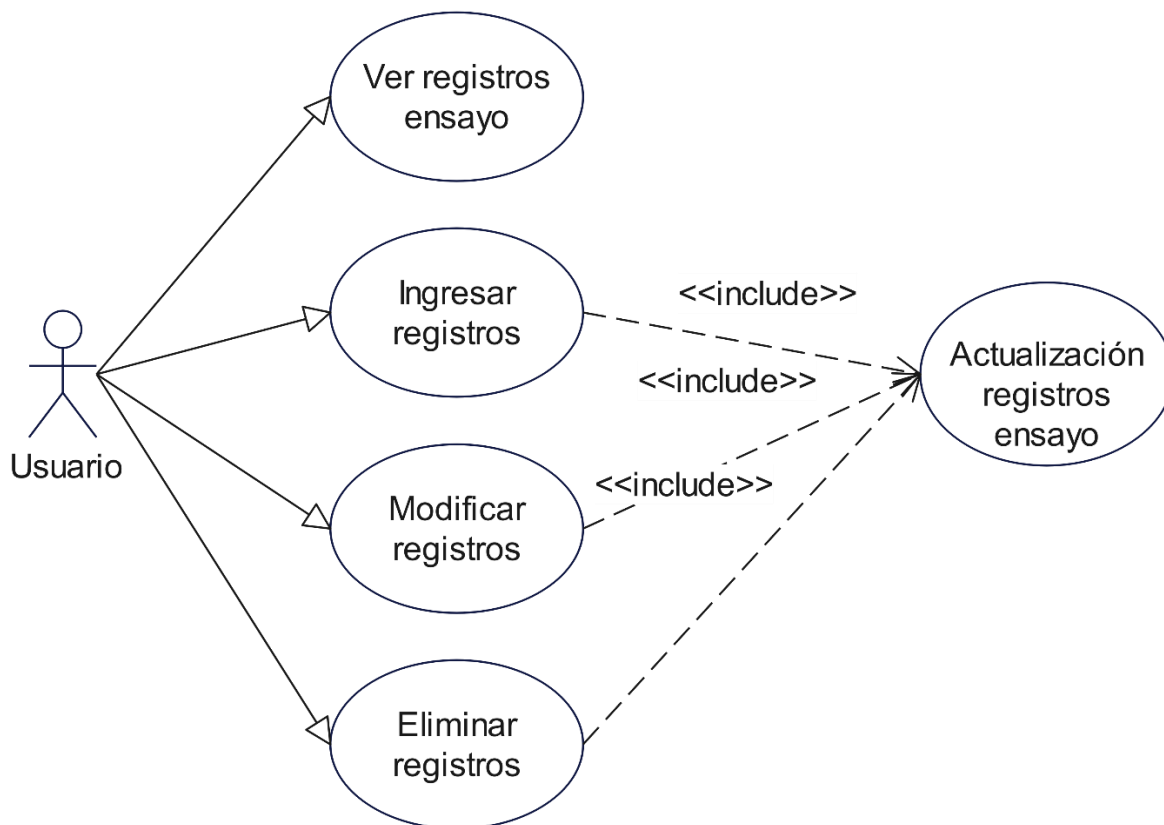 Ver registros
ensayo
Ingresar
registros
<<include>>
<<include>>
Actualización
registros
ensayo
Usuario
<<include>>
Modificar
registros
Eliminar
registros